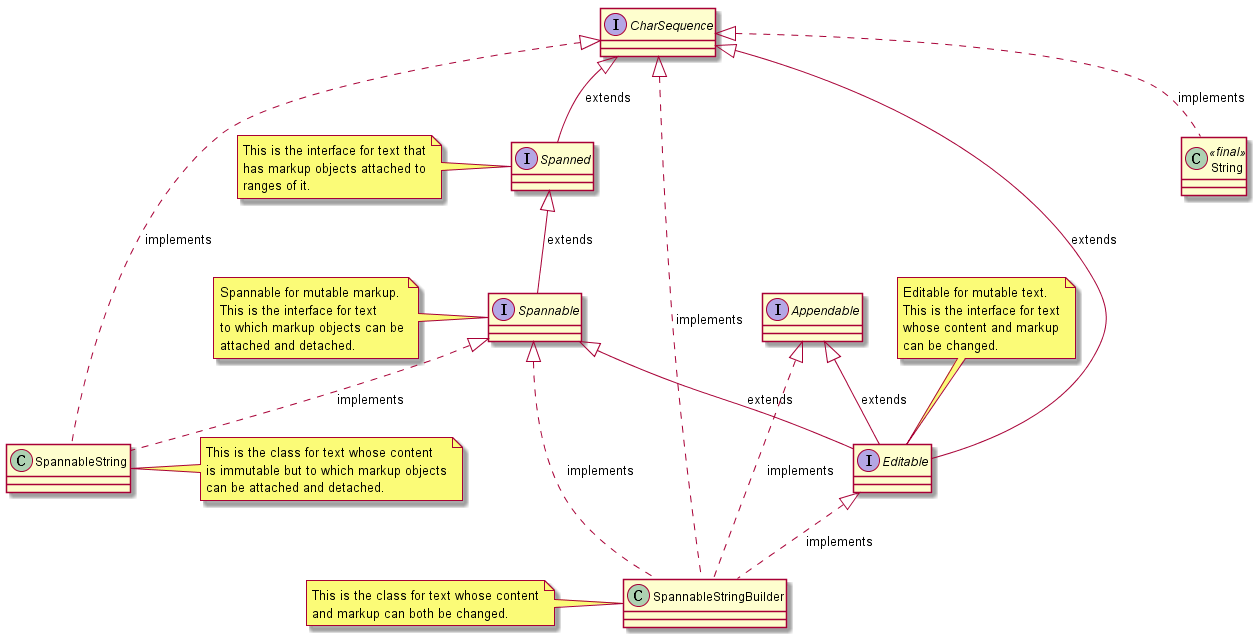 I CharSequence
implements
extends
This is the interface for text that
has markup objects attached to
ranges of it.
I Spanned
C «final»
String
implements
extends
extends
Spannable for mutable markup.
This is the interface for text
to which markup objects can be
attached and detached.
I Spannable
implements
I Appendable
Editable for mutable text.
This is the interface for text
whose content and markup
can be changed.
implements
extends
extends
C SpannableString
This is the class for text whose content
is immutable but to which markup objects
can be attached and detached.
implements
implements
I Editable
implements
This is the class for text whose content
and markup can both be changed.
C SpannableStringBuilder